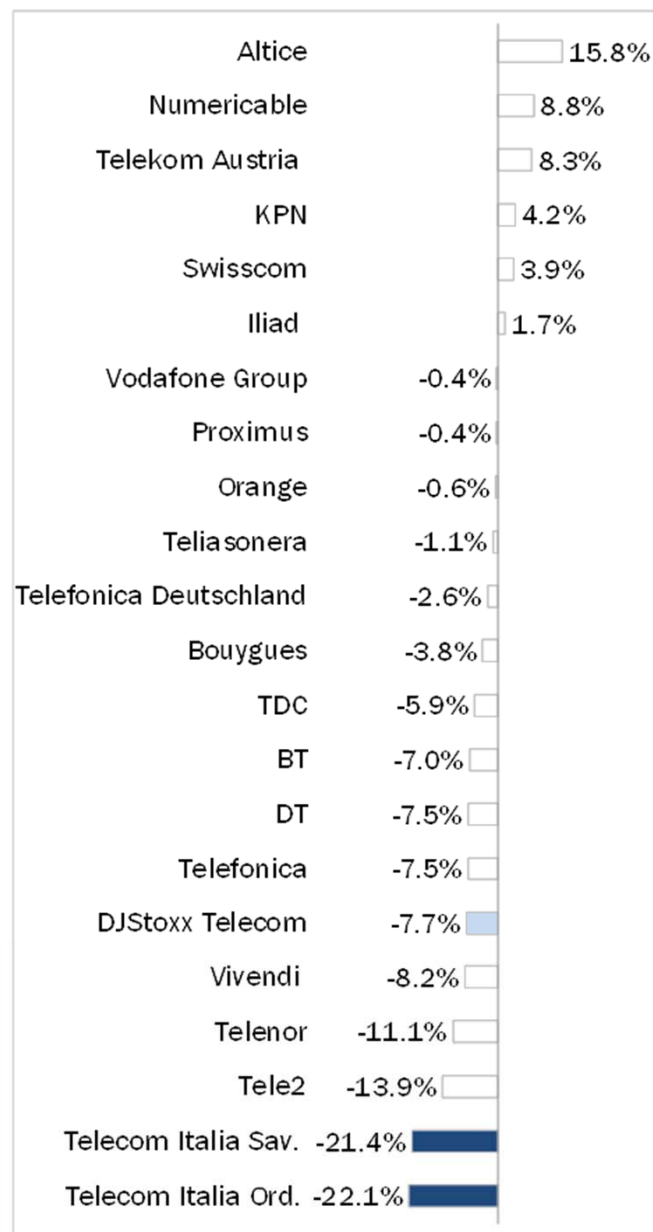 Altice 15.8%
Numericable 8.8%
Telekom Austria 8.3%
KPN 4.2%
Swisscom 3.9%
Iliad 1.7%
Vodafone Group -0.4%
Proximus -0.4%
Orange -0.6%
Teliasonera -1.1%
Telefonica Deutschland -2.6%
Bouygues -3.8%
TDC -5.9%
BT -7.0%
DT -7.5%
Telefonica -7.5%
DJStoxx Telecom -7.7%
Vivendi -8.2%
Telenor -11.1%
Tele2 -13.9%
Telecom Italia Sav. -21.4%
Telecom Italia Ord. -22.1%